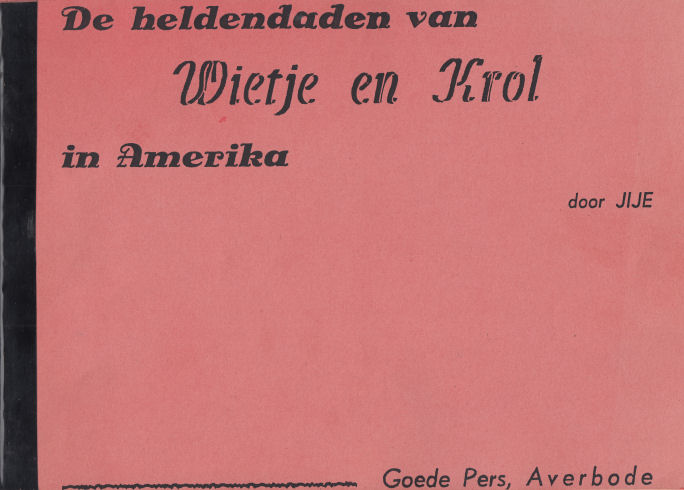 De heldendaden van
Wietje en Krol
in Amerika
door JIJE
Goede Pers, Averbode